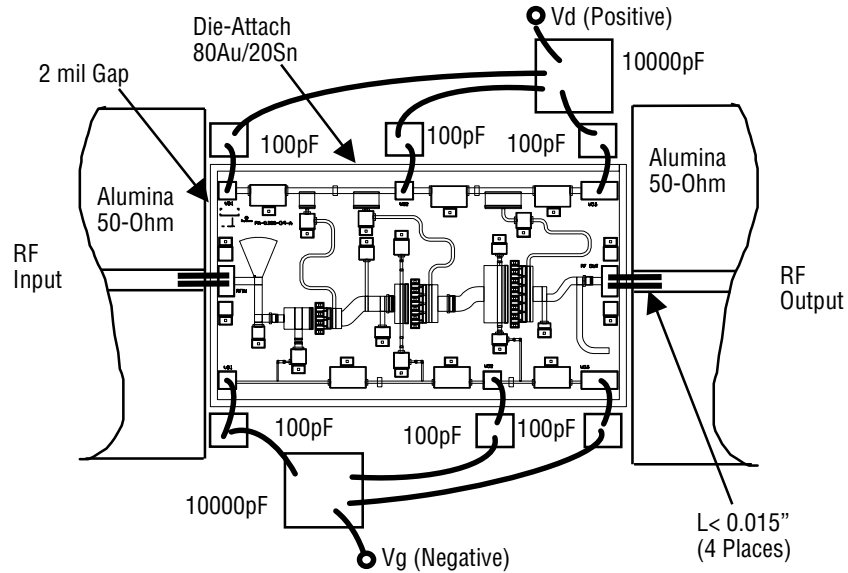 Vd (Positive)
Die-Attach
80Au/20Sn
10000pF
2 mil Gap
100pF
100pF
100pF
Alumina
50-Ohm
Alumina
50-Ohm
RF
Input
RF
Output
RFIN
100pF
100pF
100pF
10000pF
L< 0.015”
(4 Places)
Vg (Negative)